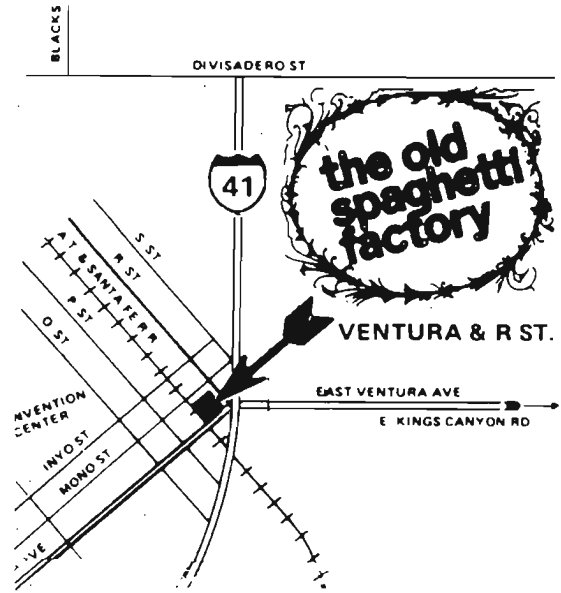 BLACKS
DIVISADERO ST
41
the old
spaghetti
factory
S. ST
R ST
A.T. & SANTA FE RR
P ST
O ST
VENTURA & R ST.
EAST VENTURA AVE
E KINGS CANYON RD
NVENTION
CENTER
INYO ST
MONO ST
AVE